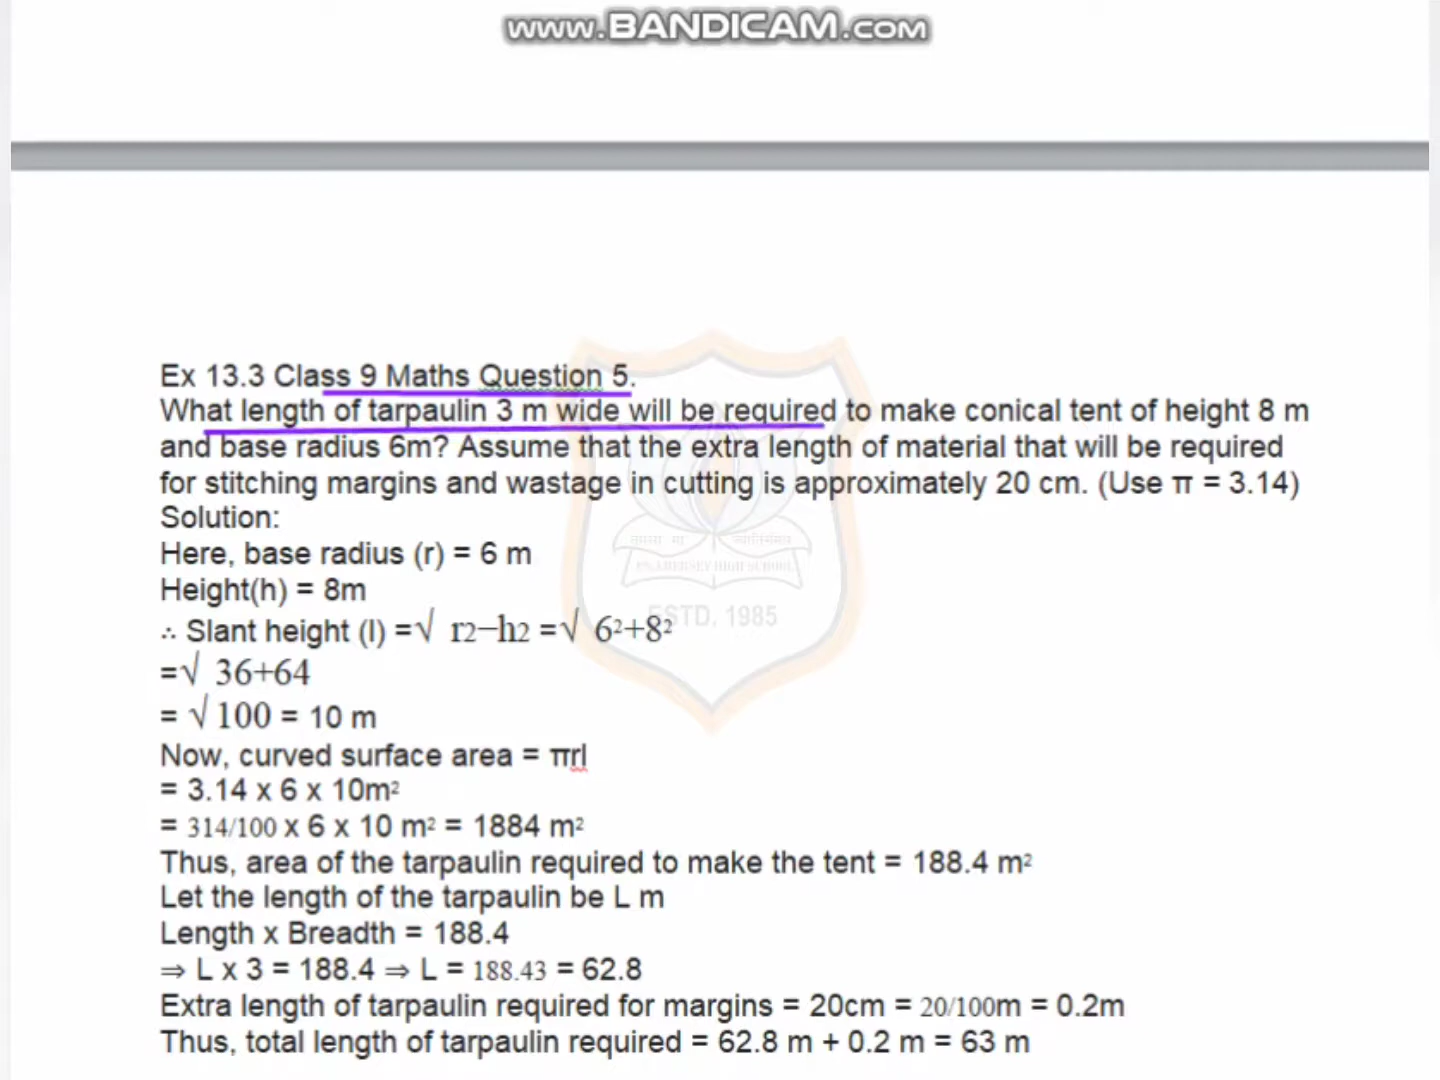 www.BANDICAM.com
Ex 13.3 Class 9 Maths Question 5.
What length of tarpaulin 3 m wide will be required to make conical tent of height 8 m
and base radius 6m? Assume that the extra length of material that will be required
for stitching margins and wastage in cutting is approximately 20 cm. (Use π = 3.14)
Solution:
Here, base radius (r) = 6 m
Height(h) = 8m
∴ Slant height (l) =√ r2−h2 =√ 6²+8²
=√ 36+64
= √ 100 = 10 m
Now, curved surface area = πrl
= 3.14 x 6 x 10m²
= 314/100 x 6 x 10 m² = 1884 m²
Thus, area of the tarpaulin required to make the tent = 188.4 m²
Let the length of the tarpaulin be L m
Length x Breadth = 188.4
⇒ L x 3 = 188.4 ⇒ L = 188.43 = 62.8
Extra length of tarpaulin required for margins = 20cm = 20/100m = 0.2m
Thus, total length of tarpaulin required = 62.8 m + 0.2 m = 63 m
HIGH SCHOOL
ESTD. 1985